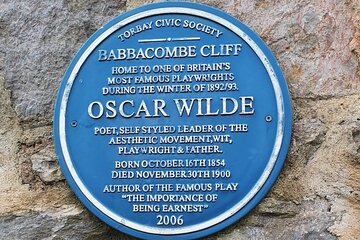 TORBAY CIVIC SOCIETY
BABBACOMBE CLIFF
HOME TO ONE OF BRITAIN'S
MOST FAMOUS PLAYWRIGHTS
DURING THE WINTER OF 1892/93.
OSCAR WILDE
POET, SELF STYLED LEADER OF THE
AESTHETIC MOVEMENT, WIT,
PLAYWRIGHT & FATHER.
BORN OCTOBER 16TH 1854
DIED NOVEMBER 30TH 1900
AUTHOR OF THE FAMOUS PLAY
"THE IMPORTANCE OF
BEING EARNEST"
2006